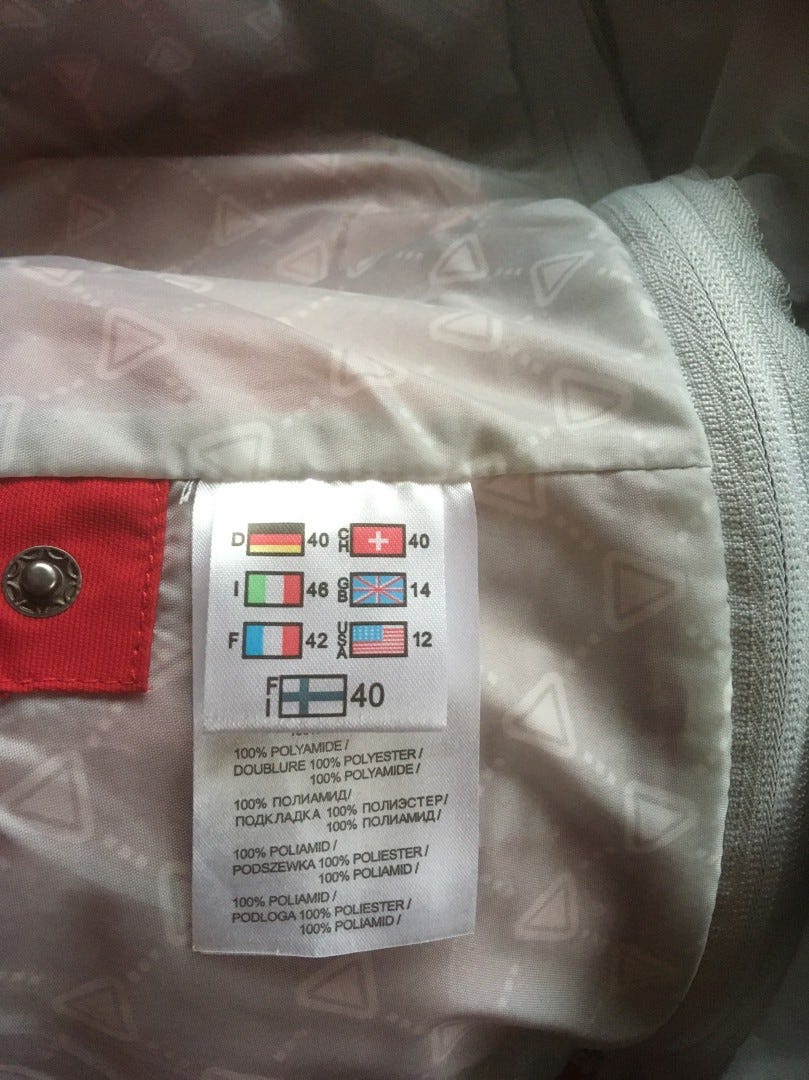 D 40 CH 40
I 46 GB 14
F 42 USA 12
FI 40
100% POLYAMIDE /
DOUBLURE 100% POLYESTER /
100% POLYAMIDE /
100% ПОЛИАМИД/
ПОДКЛАДКА 100% ПОЛИЭСТЕР/
100% ПОЛИАМИД /
100% POLIAMID /
PODSZEWKA 100% POLIESTER /
100% POLIAMID /
100% POLIAMID /
PODLOGA 100% POLIESTER /
100% POLIAMID /